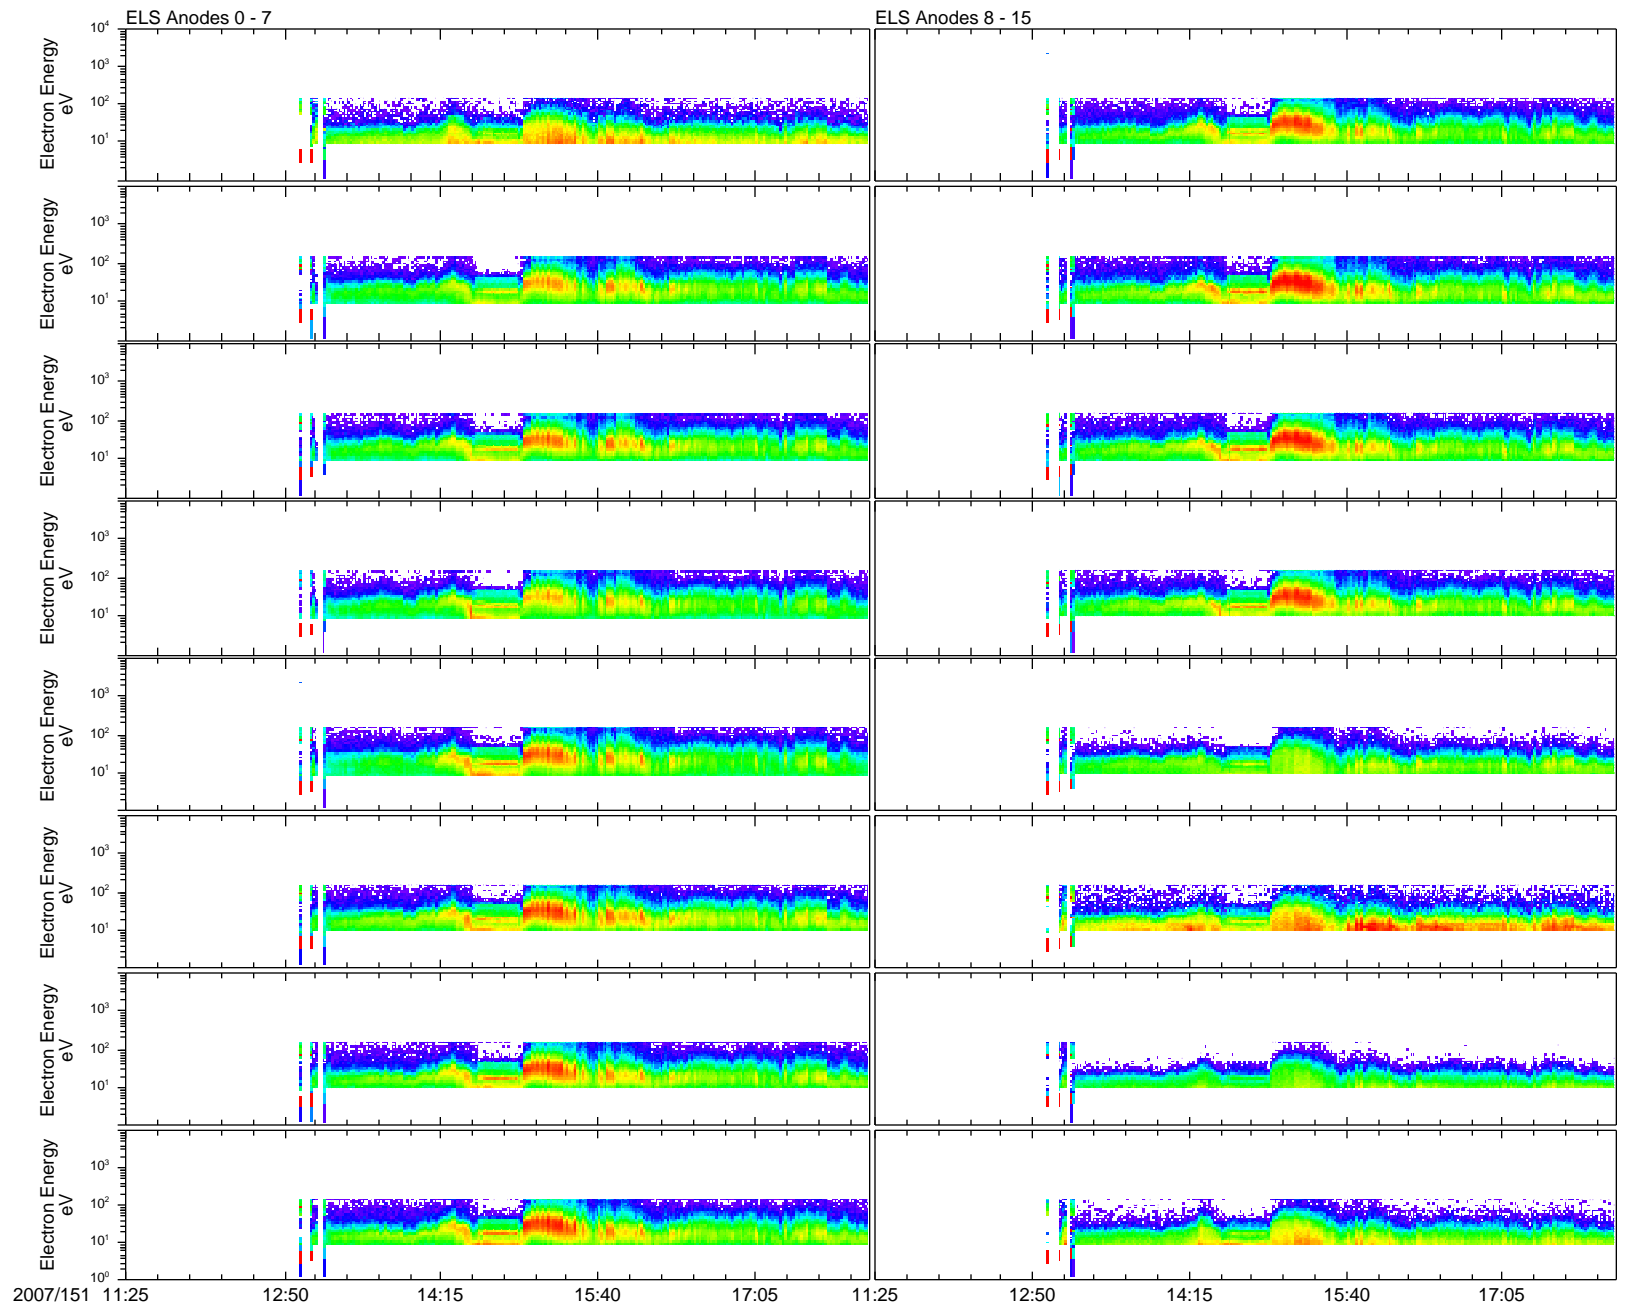 ELS Anodes 0 - 7 ELS Anodes 8 - 15
Electron Energy
eV
10⁴
10³
10²
10¹
Electron Energy
eV
10³
10²
10¹
Electron Energy
eV
10³
10²
10¹
Electron Energy
eV
10³
10²
10¹
Electron Energy
eV
10³
10²
10¹
Electron Energy
eV
10³
10²
10¹
Electron Energy
eV
10³
10²
10¹
Electron Energy
eV
10³
10²
10¹
10⁰
2007/151 11:25 12:50 14:15 15:40 17:05 11:25 12:50 14:15 15:40 17:05